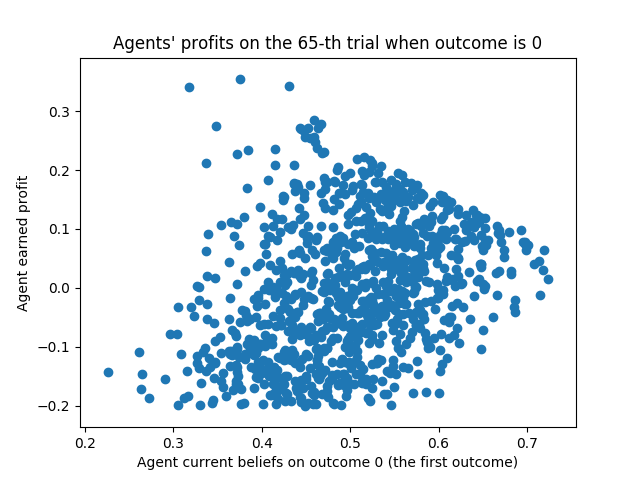 Agents' profits on the 65-th trial when outcome is 0
Agent earned profit
0.3
0.2
0.1
0.0
−0.1
−0.2
0.2 0.3 0.4 0.5 0.6 0.7
Agent current beliefs on outcome 0 (the first outcome)